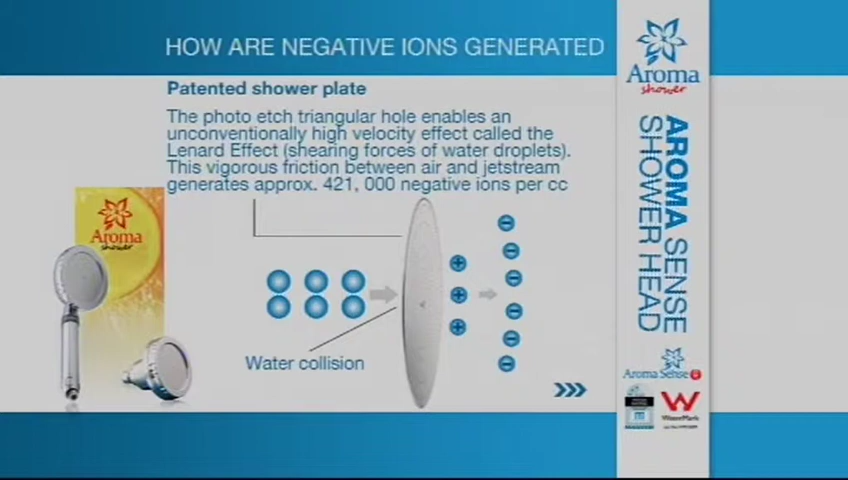 HOW ARE NEGATIVE IONS GENERATED
Patented shower plate
The photo etch triangular hole enables an
unconventionally high velocity effect called the
Lenard Effect (shearing forces of water droplets).
This vigorous friction between air and jetstream
generates approx. 421, 000 negative ions per cc
Aroma
shower
Water collision
Aroma
shower
AROMA SENSE
SHOWER HEAD
Aroma Sense
WaterMark